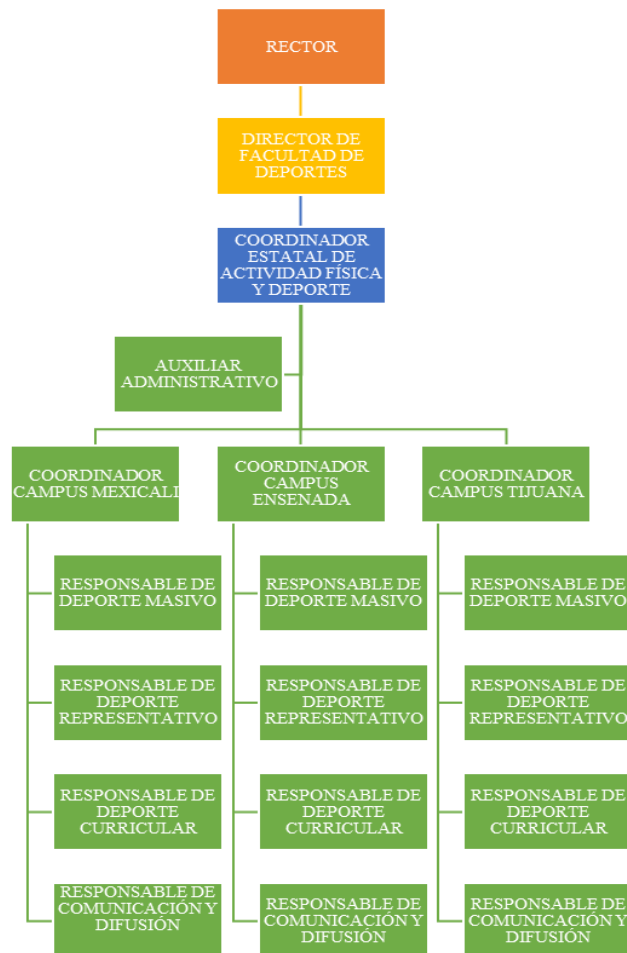 RECTOR
DIRECTOR DE
FACULTAD DE
DEPORTES
COORDINADOR
ESTATAL DE
ACTIVIDAD FÍSICA
Y DEPORTE
AUXILIAR
ADMINISTRATIVO
COORDINADOR
CAMPUS MEXICALI
COORDINADOR
CAMPUS
ENSENADA
COORDINADOR
CAMPUS TIJUANA
RESPONSABLE DE
DEPORTE MASIVO
RESPONSABLE DE
DEPORTE MASIVO
RESPONSABLE DE
DEPORTE MASIVO
RESPONSABLE DE
DEPORTE
REPRESENTATIVO
RESPONSABLE DE
DEPORTE
REPRESENTATIVO
RESPONSABLE DE
DEPORTE
REPRESENTATIVO
RESPONSABLE DE
DEPORTE
CURRICULAR
RESPONSABLE DE
DEPORTE
CURRICULAR
RESPONSABLE DE
DEPORTE
CURRICULAR
RESPONSABLE DE
COMUNICACIÓN Y
DIFUSIÓN
RESPONSABLE DE
COMUNICACIÓN Y
DIFUSIÓN
RESPONSABLE DE
COMUNICACIÓN Y
DIFUSIÓN